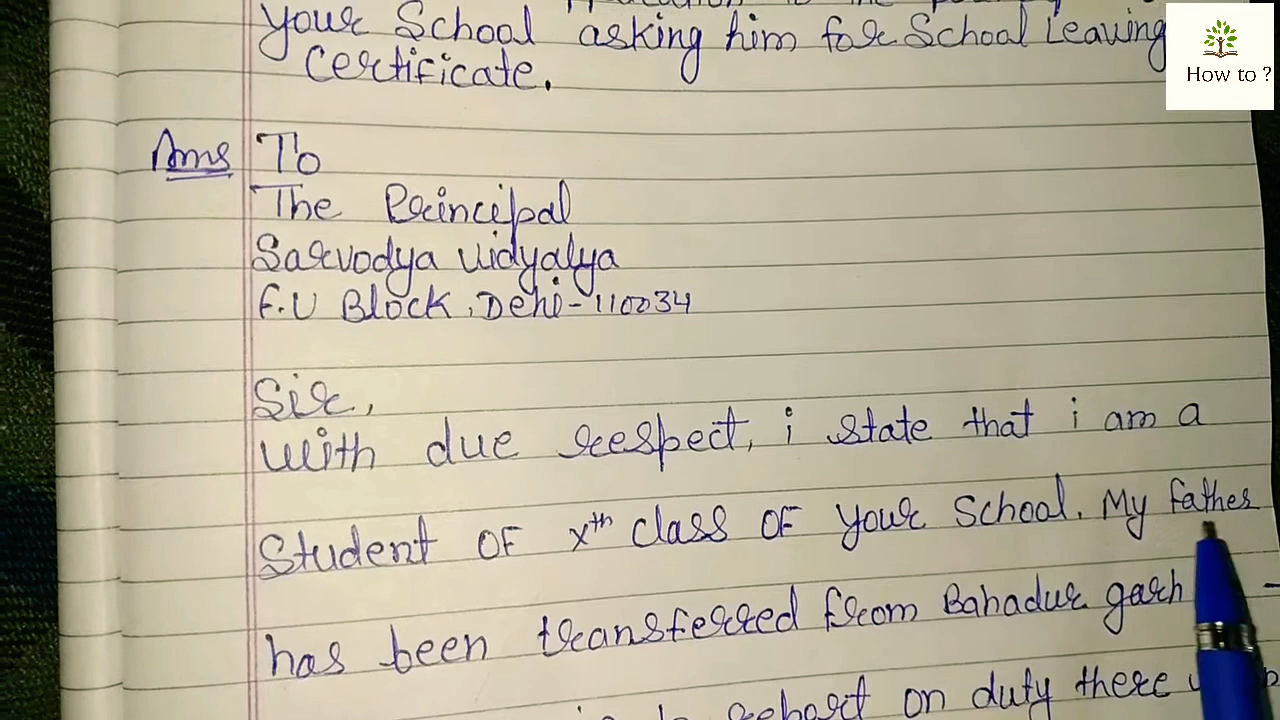 your School asking him for School Leaving
Certificate.
How to ?
Ans To
The Principal
Sarvodya Vidyalya
F.U Block, Dehi-110034
Sir,
With due respect, i state that i am a
Student OF Xth class OF your School. My father
has been transferred from Bahadur garh
report on duty there